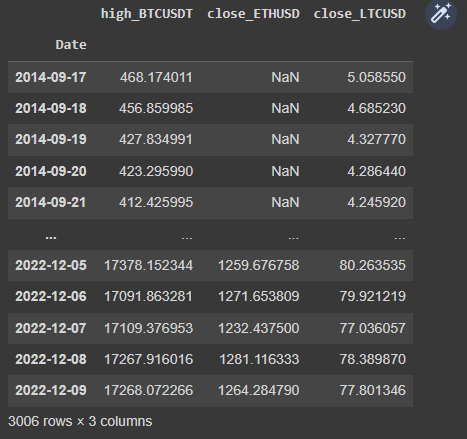 high_BTCUSDT close_ETHUSD close_LTCUSD
Date
2014-09-17 468.174011 NaN 5.058550
2014-09-18 456.859985 NaN 4.685230
2014-09-19 427.834991 NaN 4.327770
2014-09-20 423.295990 NaN 4.286440
2014-09-21 412.425995 NaN 4.245920
... ... ... ...
2022-12-05 17378.152344 1259.676758 80.263535
2022-12-06 17091.863281 1271.653809 79.921219
2022-12-07 17109.376953 1232.437500 77.036057
2022-12-08 17267.916016 1281.116333 78.389870
2022-12-09 17268.072266 1264.284790 77.801346
3006 rows × 3 columns